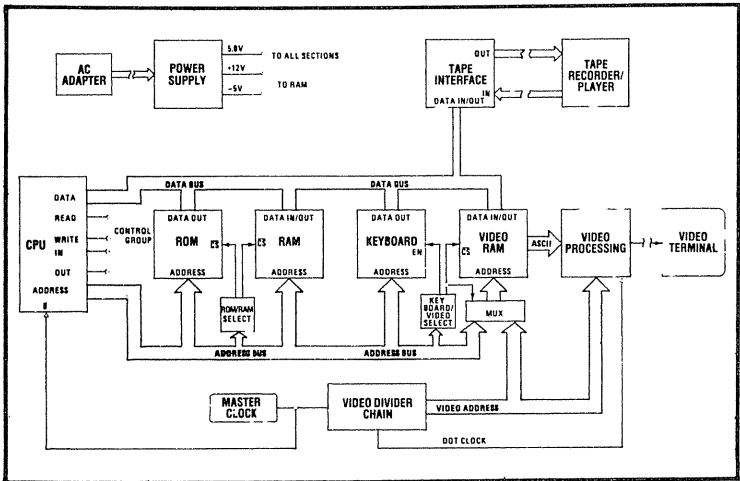 AC
ADAPTER
POWER
SUPPLY
5.0V
TO ALL SECTIONS
+12V
TO RAM
-5V
TAPE
INTERFACE
OUT
IN
DATA IN/OUT
TAPE
RECORDER/
PLAYER
CPU
DATA
READ
WRITE
IN
OUT
ADDRESS
CONTROL
GROUP
DATA BUS
DATA BUS
DATA OUT
ROM
CS
ADDRESS
DATA IN/OUT
RAM
CS
ADDRESS
DATA OUT
KEYBOARD
EN
ADDRESS
DATA IN/OUT
VIDEO
RAM
CS
ADDRESS
ASCII
VIDEO
PROCESSING
VIDEO
TERMINAL
ROM/RAM
SELECT
KEY
BOARD/
VIDEO
SELECT
MUX
ADDRESS BUS
ADDRESS BUS
MASTER
CLOCK
VIDEO DIVIDER
CHAIN
VIDEO ADDRESS
DOT CLOCK